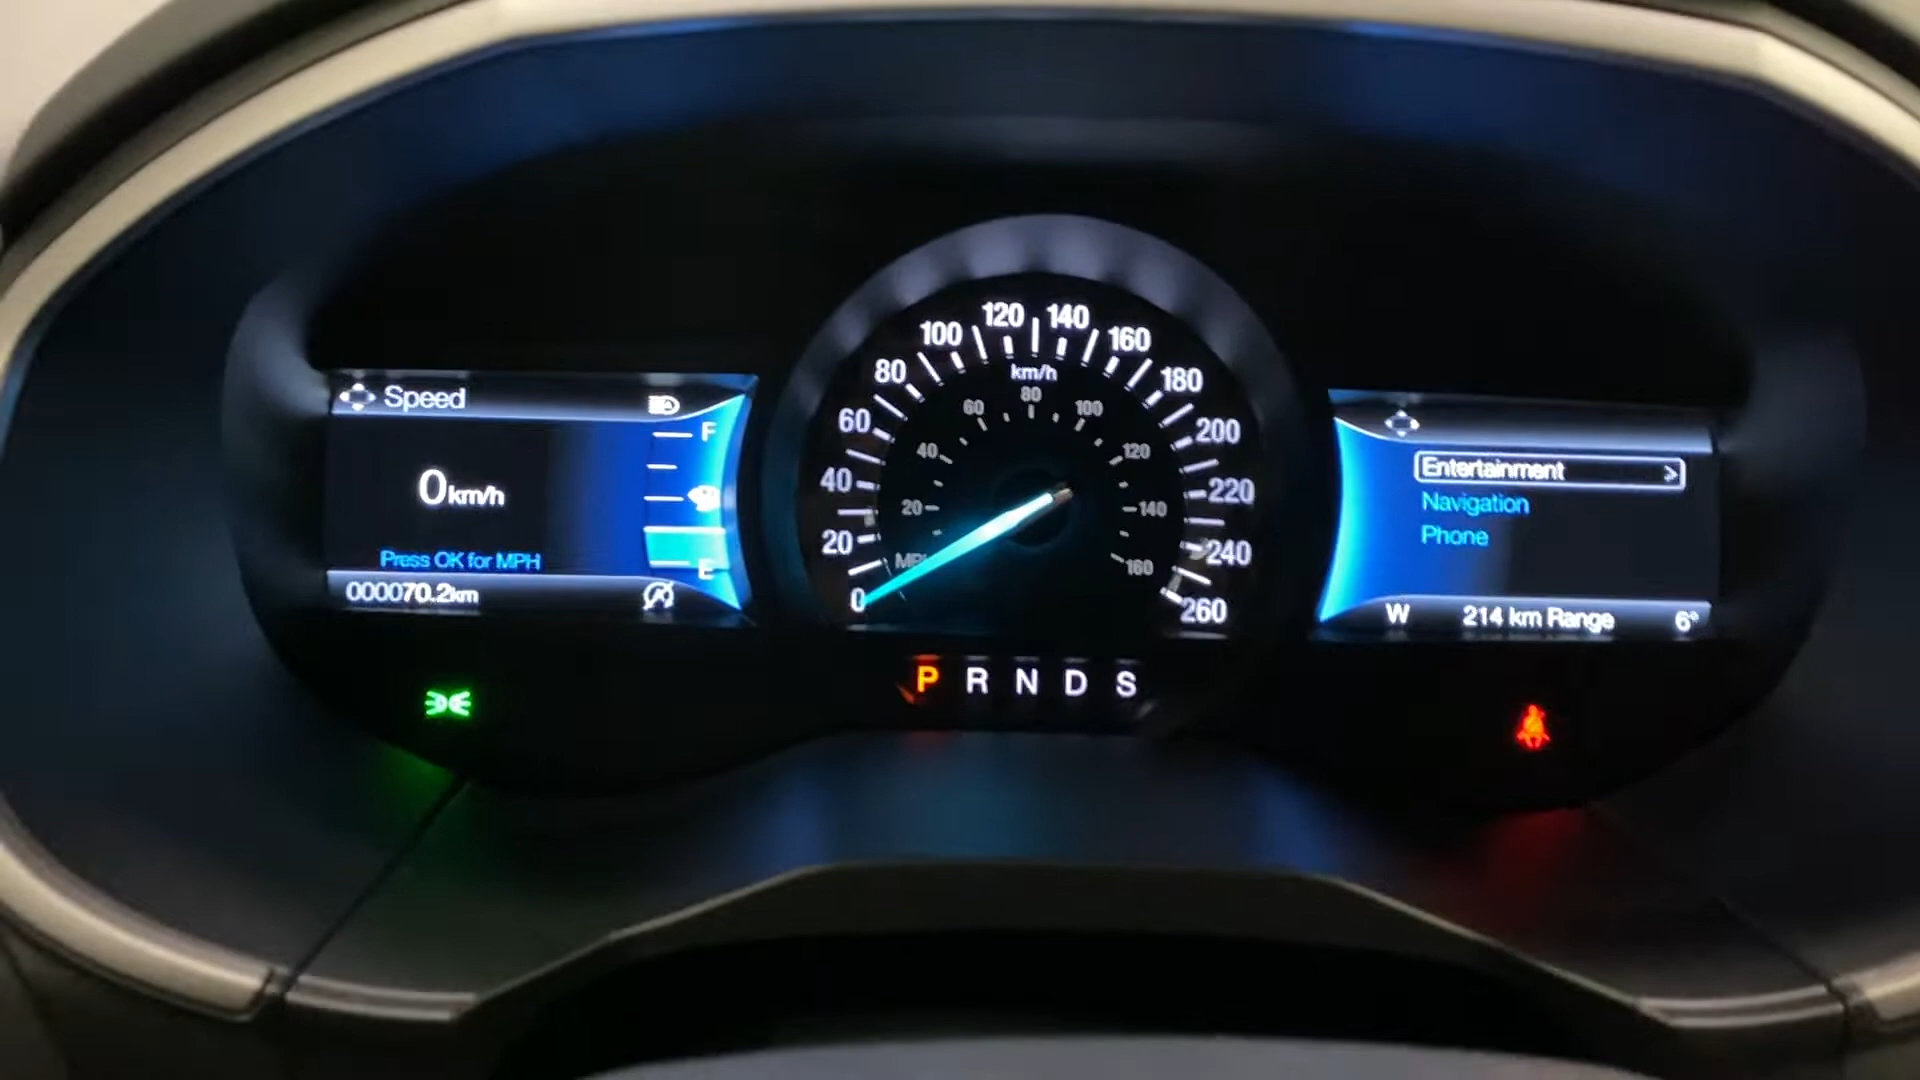 Speed
F
0km/h
Press OK for MPH
E
000070.2km
0
20
40
60
80
100
120
140
160
180
200
220
240
260
km/h
MPH
20
40
60
80
100
120
140
160
P R N D S
Entertainment >
Navigation
Phone
W 214 km Range 6°